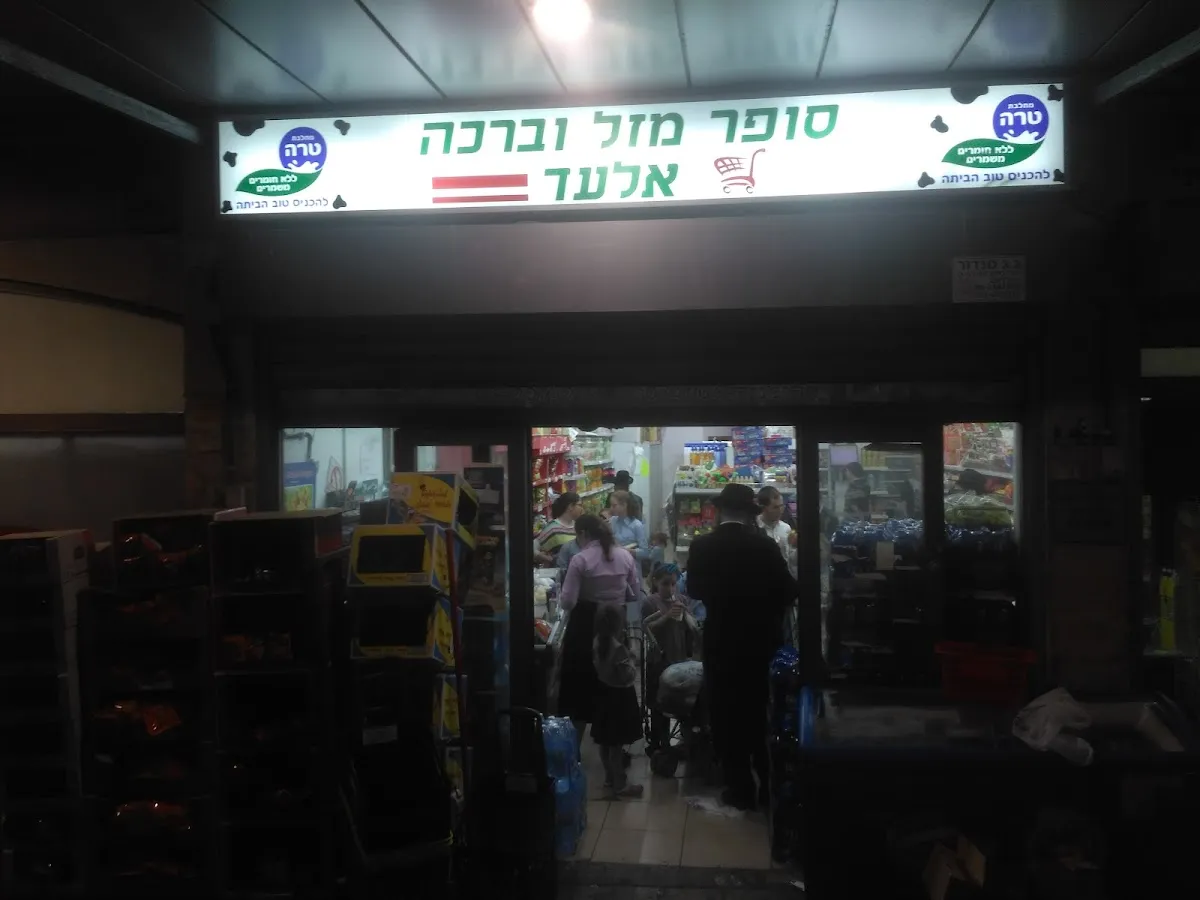 סופר מזל וברכה
אלעד
מחלבת
טרה
ללא חומרים
משמרים
להכניס טוב הביתה
מחלבת
טרה
ללא חומרים
משמרים
להכניס טוב הביתה